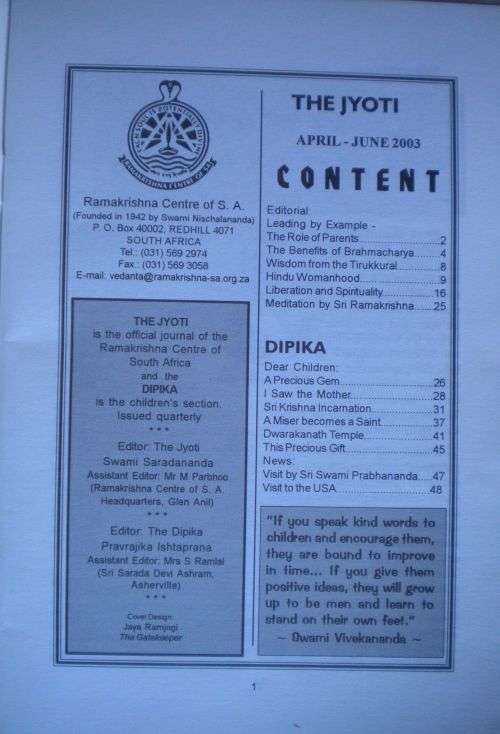 RAMAKRISHNA CENTRE OF S.A.
Ramakrishna Centre of S. A.
(Founded in 1942 by Swami Nischalananda)
P. O. Box 40002, REDHILL 4071
SOUTH AFRICA
Tel.: (031) 569 2974
Fax.: (031) 569 3058
E-mail: vedanta@ramakrishna-sa.org.za
THE JYOTI
is the official journal of the
Ramakrishna Centre of
South Africa
and the
DIPIKA
is the children's section.
Issued quarterly
* * *
Editor: The Jyoti
Swami Saradananda
Assistant Editor: Mr M Parbhoo
(Ramakrishna Centre of S. A
Headquarters, Glen Anil)
* * *
Editor: The Dipika
Pravrajika Ishtaprana
Assistant Editor: Mrs S Ramlal
(Sri Sarada Devi Ashram,
Asherville)
* * *
Cover Design:
Jaya Ramjugi
The Gatekeeper
THE JYOTI
APRIL - JUNE 2003
CONTENT
Editorial
Leading by Example -
The Role of Parents.....................2
The Benefits of Brahmacharya.......4
Wisdom from the Tirukkural...........8
Hindu Womanhood.......................9
Liberation and Spirituality..............16
Meditation by Sri Ramakrishna......25
DIPIKA
Dear Children:
A Precious Gem...........................26
I Saw the Mother..........................28
Sri Krishna Incarnation.................31
A Miser becomes a Saint..............37
Dwarakanath Temple....................41
This Precious Gift.........................45
News
Visit by Sri Swami Prabhananda.....47
Visit to the USA............................48
"If you speak kind words to
children and encourage them,
they are bound to improve
in time... If you give them
positive ideas, they will grow
up to be men and learn to
stand on their own feet."
~ Swami Vivekananda ~
1